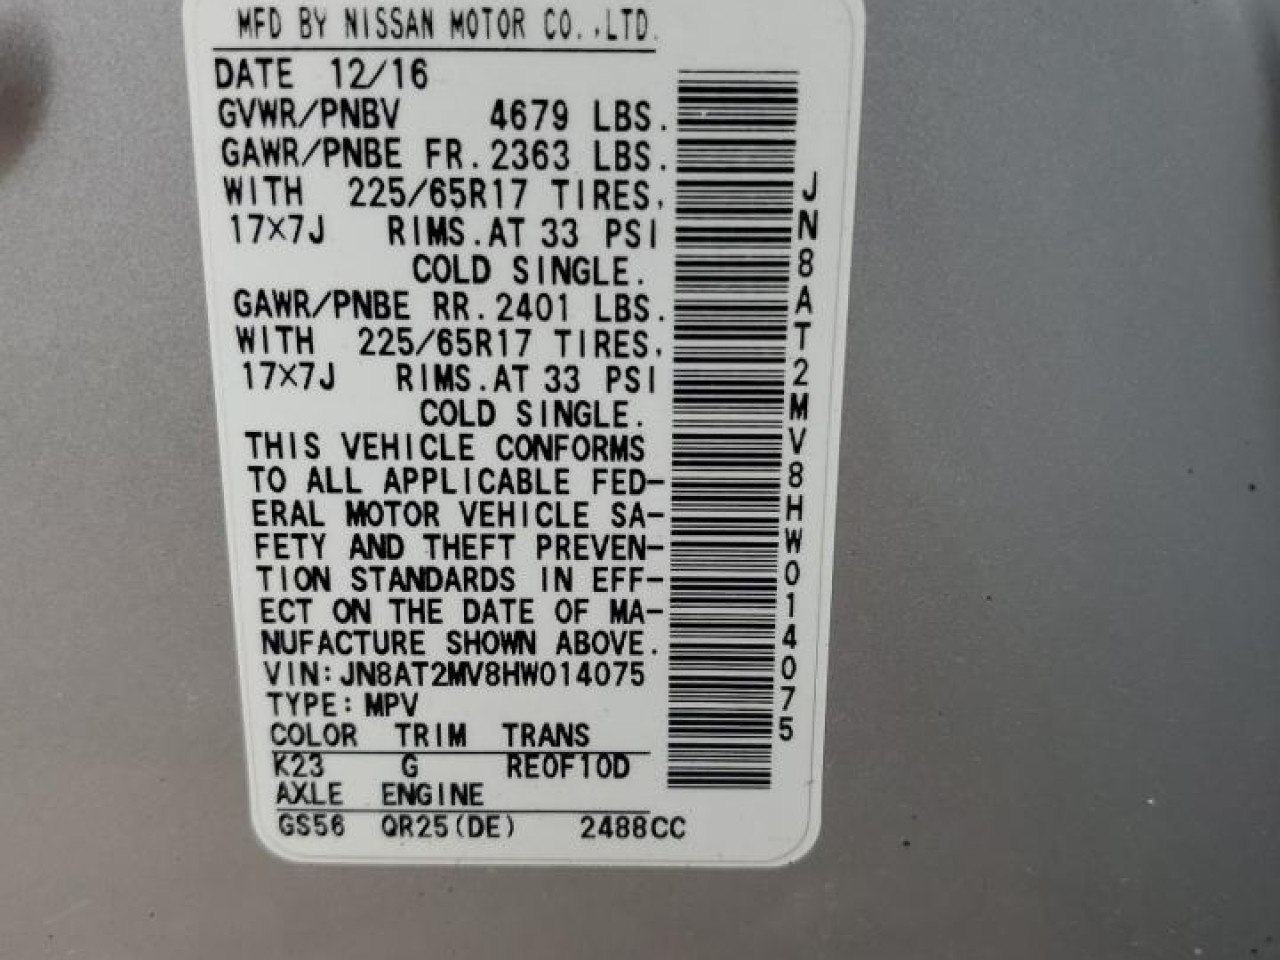 MFD BY NISSAN MOTOR CO.,LTD.
DATE 12/16
GVWR/PNBV 4679 LBS.
GAWR/PNBE FR.2363 LBS.
WITH 225/65R17 TIRES,
17×7J RIMS.AT 33 PSI
COLD SINGLE.
GAWR/PNBE RR.2401 LBS.
WITH 225/65R17 TIRES,
17×7J RIMS.AT 33 PSI
COLD SINGLE.
THIS VEHICLE CONFORMS
TO ALL APPLICABLE FED-
ERAL MOTOR VEHICLE SA-
FETY AND THEFT PREVEN-
TION STANDARDS IN EFF-
ECT ON THE DATE OF MA-
NUFACTURE SHOWN ABOVE.
VIN:JN8AT2MV8HW014075
TYPE:MPV
COLOR TRIM TRANS
K23 G RE0F10D
AXLE ENGINE
GS56 QR25(DE) 2488CC
JN8AT2MV8HW014075